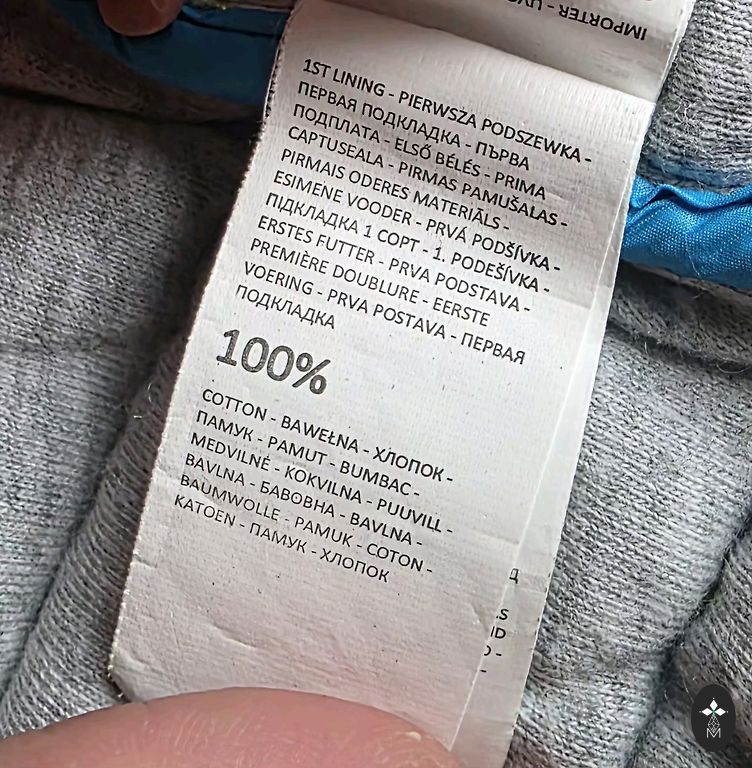 IMPORTER -
1ST LINING - PIERWSZA PODSZEWKA -
ПЕРВАЯ ПОДКЛАДКА - ПЪРВА
ПОДПЛАТА - ELSŐ BÉLÉS - PRIMA
CAPTUSEALA - PIRMAS PAMUŠALAS -
PIRMAIS ODERES MATERIĀLS -
ESIMENE VOODER - PRVÁ PODŠÍVKA -
ПІДКЛАДКА 1 СОРТ - 1. PODEŠÍVKA -
ERSTES FUTTER - PRVA PODSTAVA -
PREMIÈRE DOUBLURE - EERSTE
VOERING - PRVA POSTAVA - ПЕРВАЯ
ПОДКЛАДКА
100%
COTTON - BAWEŁNA - ХЛОПОК -
ПАМУК - PAMUT - BUMBAC -
MEDVILNĖ - KOKVILNA - PUUVILL -
BAVLNA - БАВОВНА - BAVLNA -
BAUMWOLLE - PAMUK - COTON -
KATOEN - ПАМУК - ХЛОПОК
M